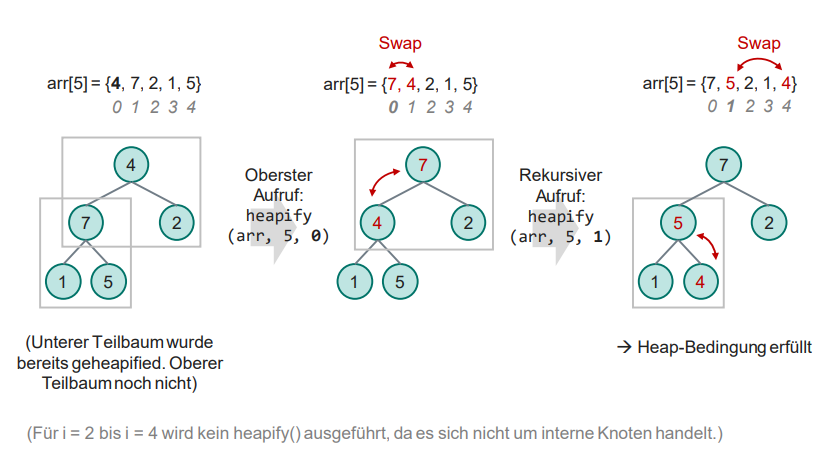 Swap
Swap
arr[5] = {4, 7, 2, 1, 5}
0 1 2 3 4
arr[5] = {7, 4, 2, 1, 5}
0 1 2 3 4
arr[5] = {7, 5, 2, 1, 4}
0 1 2 3 4
4
7
2
1
5
Oberster
Aufruf:
heapify
(arr, 5, 0)
7
4
2
1
5
Rekursiver
Aufruf:
heapify
(arr, 5, 1)
7
5
2
1
4
(Unterer Teilbaum wurde
bereits geheapified. Oberer
Teilbaum noch nicht)
→ Heap-Bedingung erfüllt
(Für i = 2 bis i = 4 wird kein heapify() ausgeführt, da es sich nicht um interne Knoten handelt.)